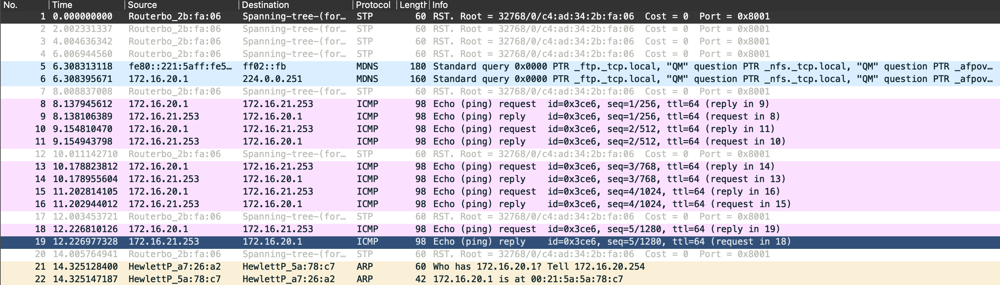 No. Time Source Destination Protocol Length Info
1 0.000000000 Routerbo_2b:fa:06 Spanning-tree-(for… STP 60 RST. Root = 32768/0/c4:ad:34:2b:fa:06 Cost = 0 Port = 0x8001
2 2.002331337 Routerbo_2b:fa:06 Spanning-tree-(for… STP 60 RST. Root = 32768/0/c4:ad:34:2b:fa:06 Cost = 0 Port = 0x8001
3 4.004636342 Routerbo_2b:fa:06 Spanning-tree-(for… STP 60 RST. Root = 32768/0/c4:ad:34:2b:fa:06 Cost = 0 Port = 0x8001
4 6.006944560 Routerbo_2b:fa:06 Spanning-tree-(for… STP 60 RST. Root = 32768/0/c4:ad:34:2b:fa:06 Cost = 0 Port = 0x8001
5 6.308313118 fe80::221:5aff:fe5… ff02::fb MDNS 180 Standard query 0x0000 PTR _ftp._tcp.local, "QM" question PTR _nfs._tcp.local, "QM" question PTR _afpov…
6 6.308395671 172.16.20.1 224.0.0.251 MDNS 160 Standard query 0x0000 PTR _ftp._tcp.local, "QM" question PTR _nfs._tcp.local, "QM" question PTR _afpov…
7 8.008837008 Routerbo_2b:fa:06 Spanning-tree-(for… STP 60 RST. Root = 32768/0/c4:ad:34:2b:fa:06 Cost = 0 Port = 0x8001
8 8.137945612 172.16.20.1 172.16.21.253 ICMP 98 Echo (ping) request id=0x3ce6, seq=1/256, ttl=64 (reply in 9)
9 8.138106389 172.16.21.253 172.16.20.1 ICMP 98 Echo (ping) reply id=0x3ce6, seq=1/256, ttl=64 (request in 8)
10 9.154810470 172.16.20.1 172.16.21.253 ICMP 98 Echo (ping) request id=0x3ce6, seq=2/512, ttl=64 (reply in 11)
11 9.154943798 172.16.21.253 172.16.20.1 ICMP 98 Echo (ping) reply id=0x3ce6, seq=2/512, ttl=64 (request in 10)
12 10.011142710 Routerbo_2b:fa:06 Spanning-tree-(for… STP 60 RST. Root = 32768/0/c4:ad:34:2b:fa:06 Cost = 0 Port = 0x8001
13 10.178823812 172.16.20.1 172.16.21.253 ICMP 98 Echo (ping) request id=0x3ce6, seq=3/768, ttl=64 (reply in 14)
14 10.178955604 172.16.21.253 172.16.20.1 ICMP 98 Echo (ping) reply id=0x3ce6, seq=3/768, ttl=64 (request in 13)
15 11.202814105 172.16.20.1 172.16.21.253 ICMP 98 Echo (ping) request id=0x3ce6, seq=4/1024, ttl=64 (reply in 16)
16 11.202944012 172.16.21.253 172.16.20.1 ICMP 98 Echo (ping) reply id=0x3ce6, seq=4/1024, ttl=64 (request in 15)
17 12.003453721 Routerbo_2b:fa:06 Spanning-tree-(for… STP 60 RST. Root = 32768/0/c4:ad:34:2b:fa:06 Cost = 0 Port = 0x8001
18 12.226810126 172.16.20.1 172.16.21.253 ICMP 98 Echo (ping) request id=0x3ce6, seq=5/1280, ttl=64 (reply in 19)
19 12.226977328 172.16.21.253 172.16.20.1 ICMP 98 Echo (ping) reply id=0x3ce6, seq=5/1280, ttl=64 (request in 18)
20 14.005764941 Routerbo_2b:fa:06 Spanning-tree-(for… STP 60 RST. Root = 32768/0/c4:ad:34:2b:fa:06 Cost = 0 Port = 0x8001
21 14.325128400 HewlettP_a7:26:a2 HewlettP_5a:78:c7 ARP 60 Who has 172.16.20.1? Tell 172.16.20.254
22 14.325147187 HewlettP_5a:78:c7 HewlettP_a7:26:a2 ARP 42 172.16.20.1 is at 00:21:5a:5a:78:c7